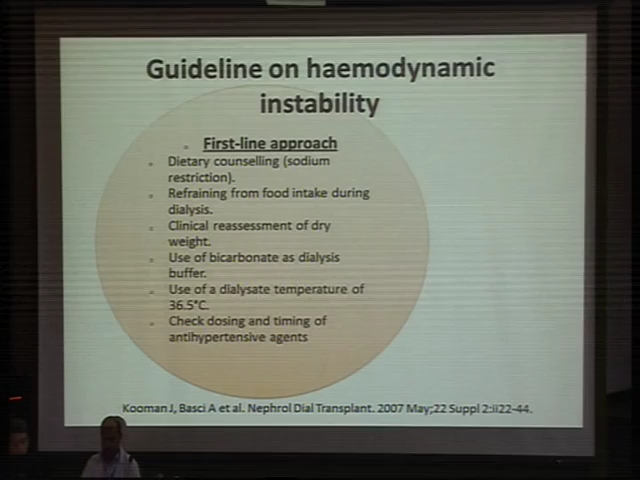 Guideline on haemodynamic
instability
First-line approach
Dietary counselling (sodium
restriction).
Refraining from food intake during
dialysis.
Clinical reassessment of dry
weight.
Use of bicarbonate as dialysis
buffer.
Use of a dialysate temperature of
36.5°C.
Check dosing and timing of
antihypertensive agents
Kooman J, Basci A et al. Nephrol Dial Transplant. 2007 May;22 Suppl 2:ii22-44.